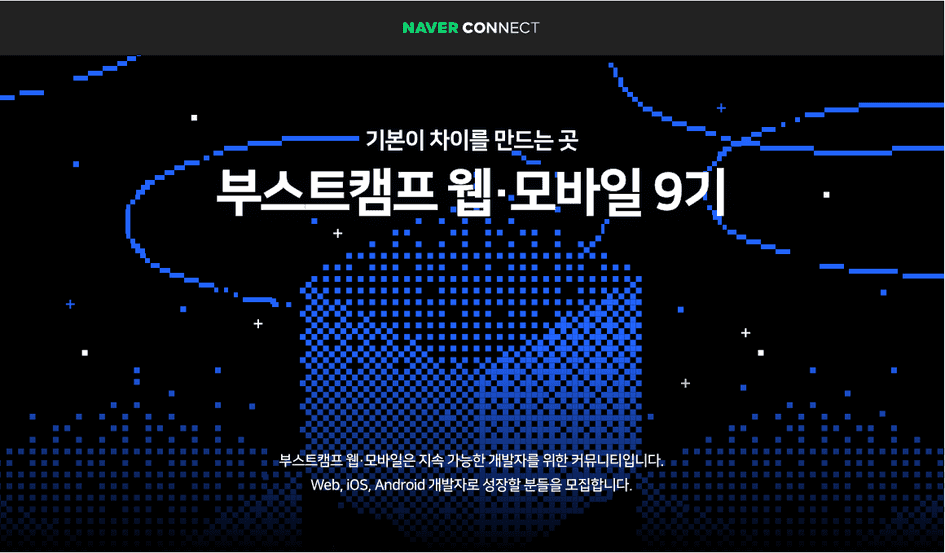 NAVER CONNECT
기본이 차이를 만드는 곳
부스트캠프 웹·모바일 9기
부스트캠프 웹·모바일은 지속 가능한 개발자를 위한 커뮤니티입니다.
Web, iOS, Android 개발자로 성장할 분들을 모집합니다.